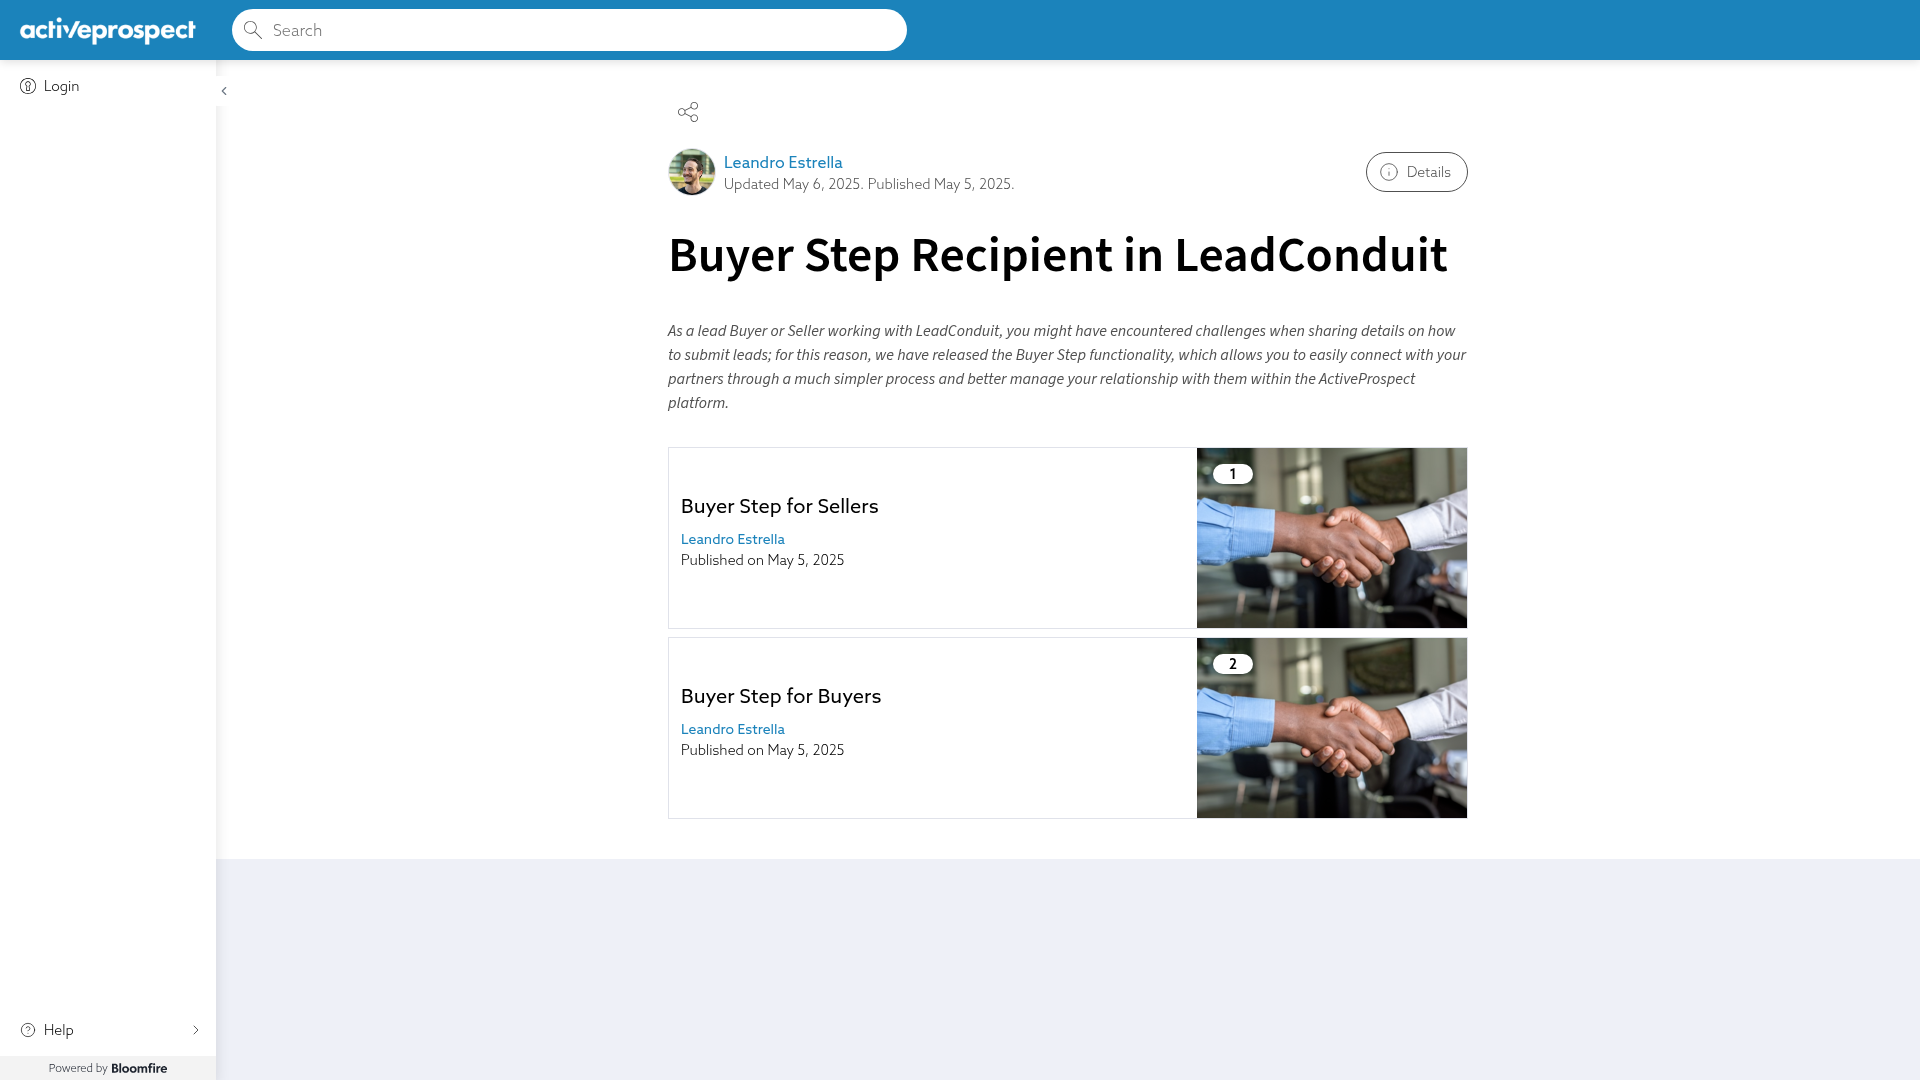 activeprospect
Search
Login
Leandro Estrella
Updated May 6, 2025. Published May 5, 2025.
Details
Buyer Step Recipient in LeadConduit
As a lead Buyer or Seller working with LeadConduit, you might have encountered challenges when sharing details on how
to submit leads; for this reason, we have released the Buyer Step functionality, which allows you to easily connect with your
partners through a much simpler process and better manage your relationship with them within the ActiveProspect
platform.
1
Buyer Step for Sellers
Leandro Estrella
Published on May 5, 2025
2
Buyer Step for Buyers
Leandro Estrella
Published on May 5, 2025
Help
Powered by Bloomfire